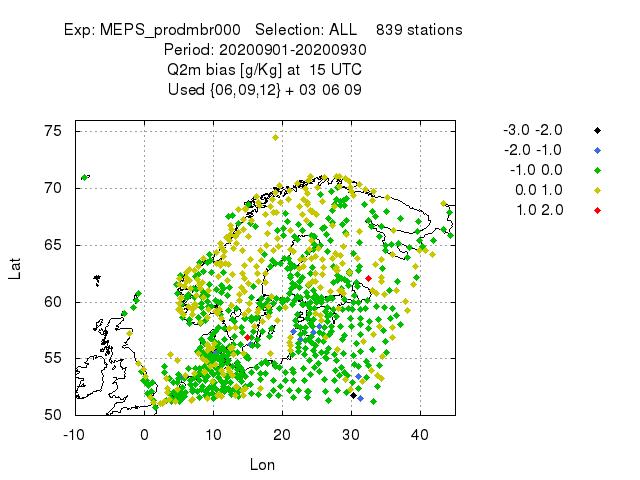 Exp: MEPS_prodmbr000 Selection: ALL 839 stations
Period: 20200901-20200930
Q2m bias [g/Kg] at 15 UTC
Used {06,09,12} + 03 06 09
-3.0 -2.0
-2.0 -1.0
-1.0 0.0
0.0 1.0
1.0 2.0
75
70
65
60
55
50
Lat
-10 0 10 20 30 40
Lon